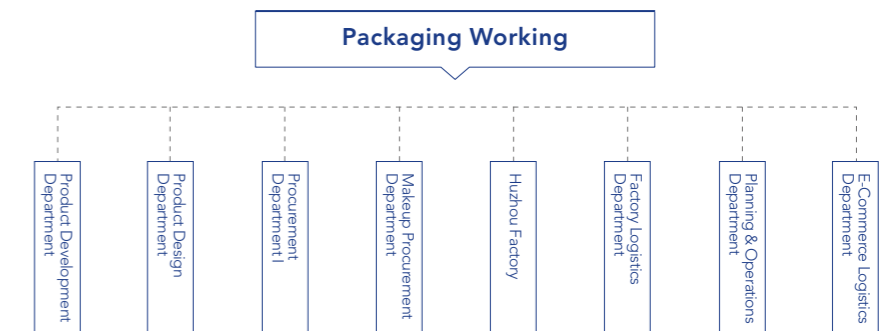 Packaging Working
Product Development
Department
Product Design
Department
Procurement
Department I
Makeup Procurement
Department
Huzhou Factory
Factory Logistics
Department
Planning & Operations
Department
E-Commerce Logistics
Department